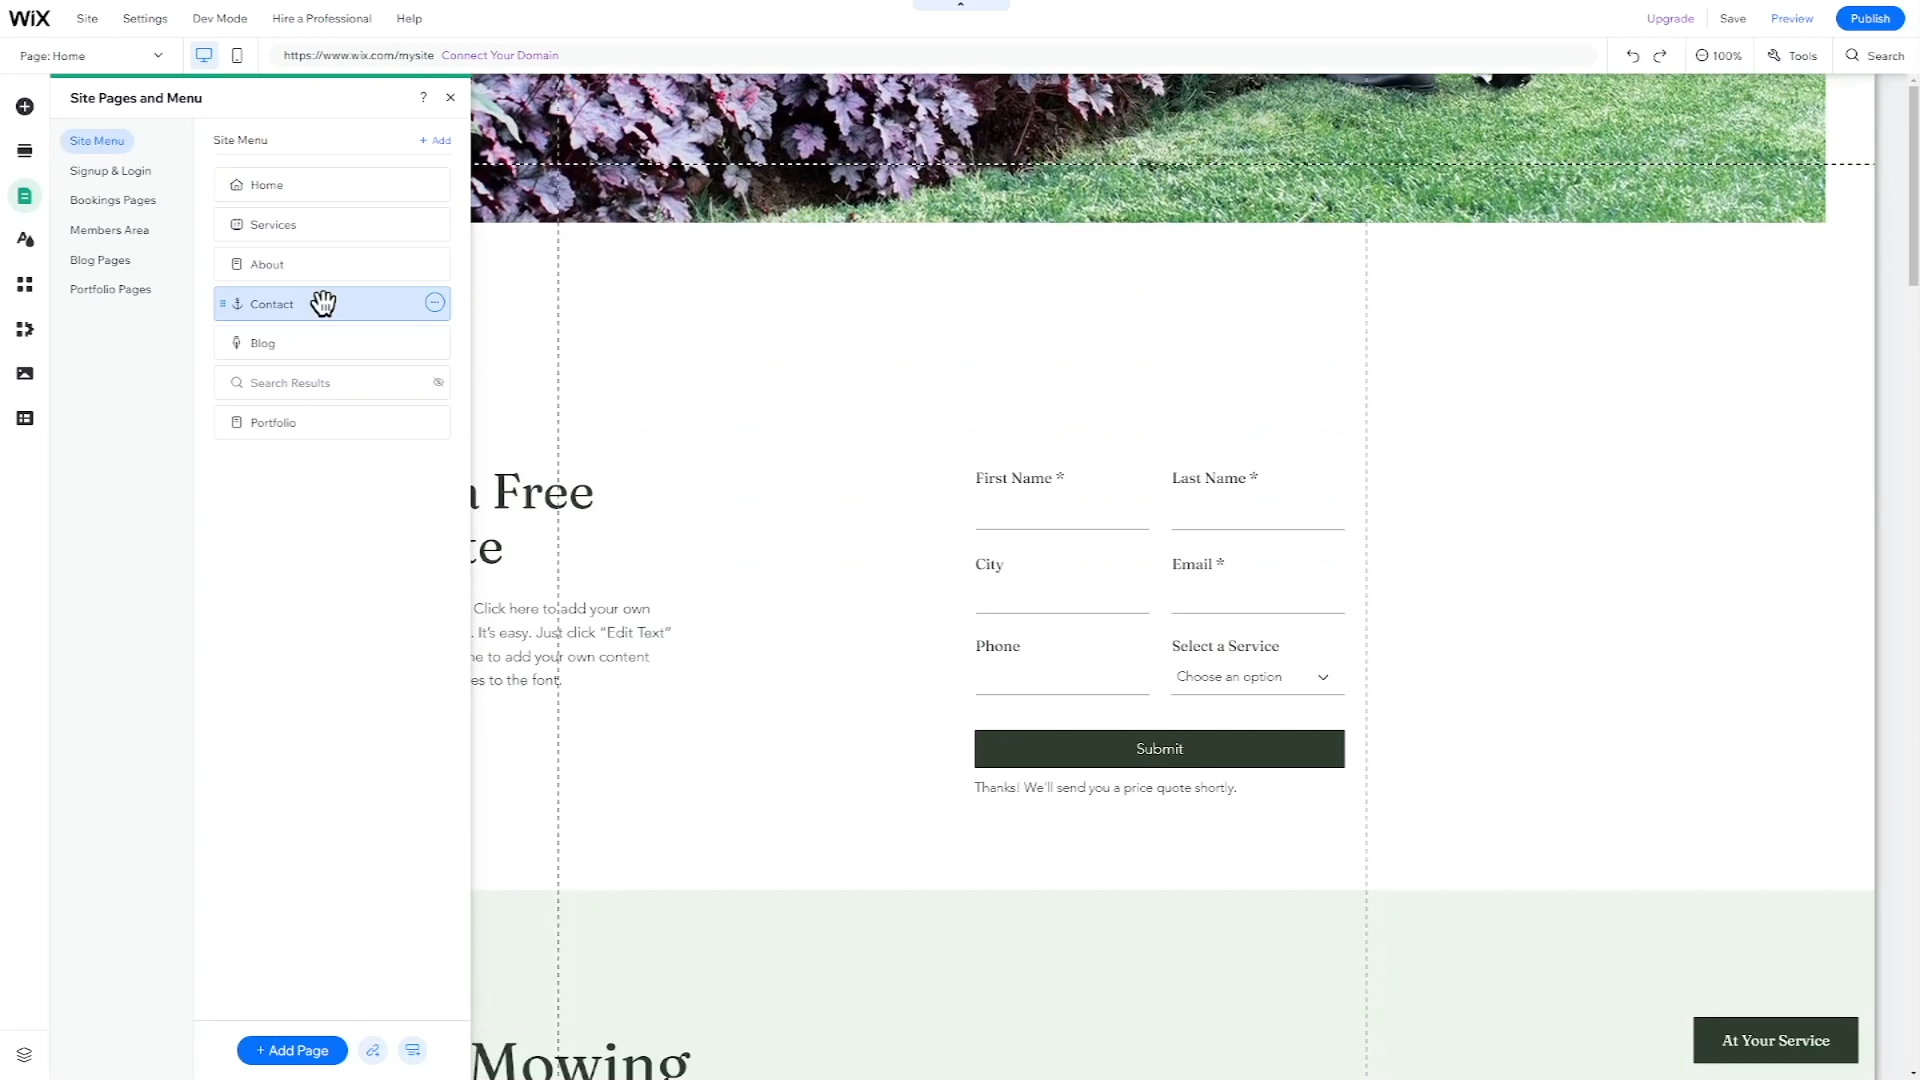 WiX Site Settings Dev Mode Hire a Professional Help Upgrade Save Preview Publish
Page: Home https://www.wix.com/mysite Connect Your Domain 100% Tools Search
Site Pages and Menu ?
Site Menu
Signup & Login
Bookings Pages
Members Area
Blog Pages
Portfolio Pages
Site Menu + Add
Home
Services
About
Contact
Blog
Search Results
Portfolio
+ Add Page
a Free
te
Click here to add your own
. It's easy. Just click “Edit Text”
to add your own content
es to the font.
First Name * Last Name *
City Email *
Phone Select a Service
Choose an option
Submit
Thanks! We'll send you a price quote shortly.
Mowing
At Your Service